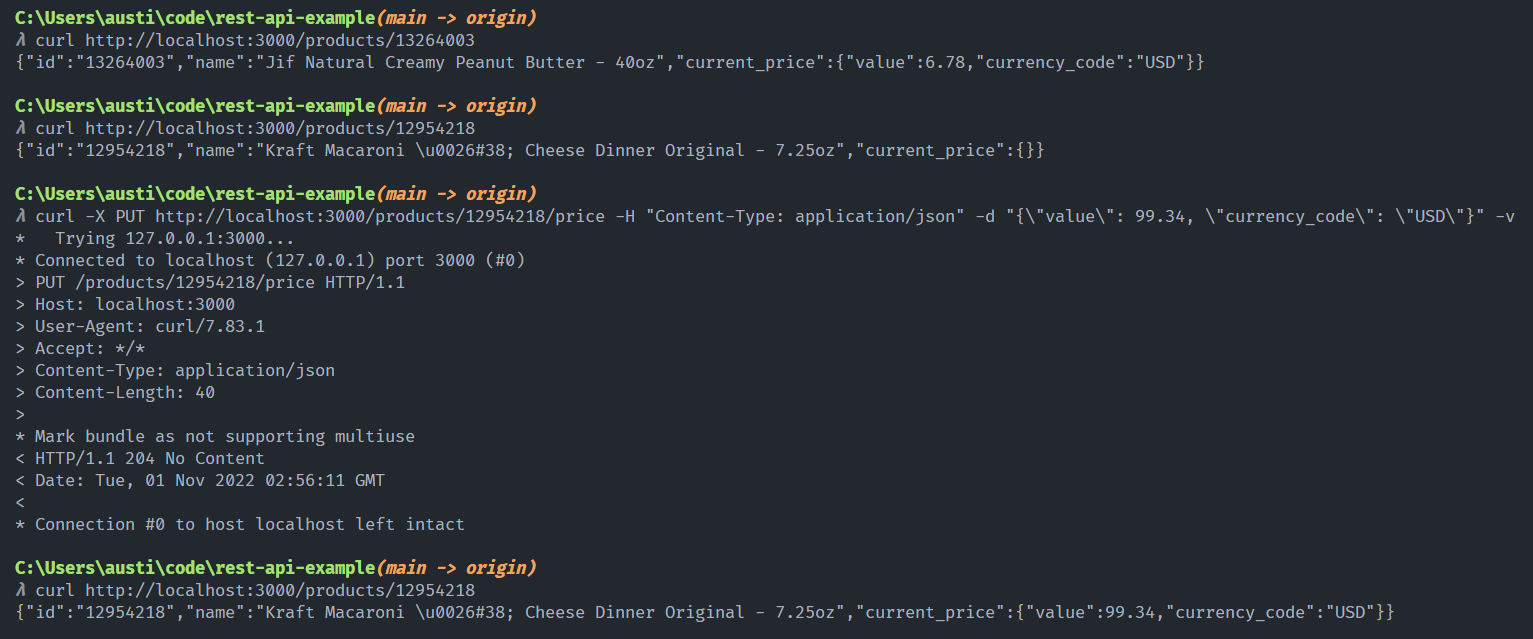 C:\Users\austi\code\rest-api-example(main -> origin)
λ curl http://localhost:3000/products/13264003
{"id":"13264003","name":"Jif Natural Creamy Peanut Butter - 40oz","current_price":{"value":6.78,"currency_code":"USD"}}
C:\Users\austi\code\rest-api-example(main -> origin)
λ curl http://localhost:3000/products/12954218
{"id":"12954218","name":"Kraft Macaroni \u0026#38; Cheese Dinner Original - 7.25oz","current_price":{}}
C:\Users\austi\code\rest-api-example(main -> origin)
λ curl -X PUT http://localhost:3000/products/12954218/price -H "Content-Type: application/json" -d "{\"value\": 99.34, \"currency_code\": \"USD\"}" -v
*   Trying 127.0.0.1:3000...
* Connected to localhost (127.0.0.1) port 3000 (#0)
> PUT /products/12954218/price HTTP/1.1
> Host: localhost:3000
> User-Agent: curl/7.83.1
> Accept: */*
> Content-Type: application/json
> Content-Length: 40
>
* Mark bundle as not supporting multiuse
< HTTP/1.1 204 No Content
< Date: Tue, 01 Nov 2022 02:56:11 GMT
<
* Connection #0 to host localhost left intact
C:\Users\austi\code\rest-api-example(main -> origin)
λ curl http://localhost:3000/products/12954218
{"id":"12954218","name":"Kraft Macaroni \u0026#38; Cheese Dinner Original - 7.25oz","current_price":{"value":99.34,"currency_code":"USD"}}